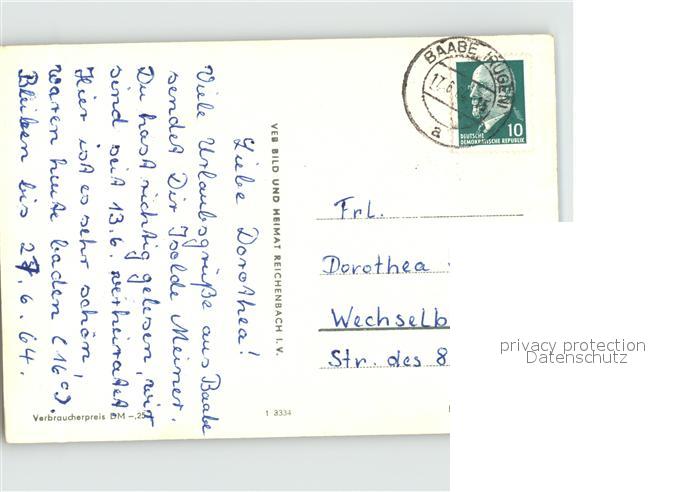 Liebe Dorothea!
Viele Urlaubsgrüße aus Baabe
sendet Dir Isolde Meiner.
Du hast richtig gelesen, wir
sind seit 13.6. verheiratet.
Hier ist es sehr schön,
waren heute baden (16°C).
Bleiben bis 27.6.64.
VEB BILD UND HEIMAT REICHENBACH I.V.
BAABE (RÜGEN)
17.6
a
10
DEUTSCHE
DEMOKRATISCHE REPUBLIK
Frl.
Dorothea
Wechselb
Str. des 8
privacy protection
Datenschutz
Verbraucherpreis DM -,25
1 3334